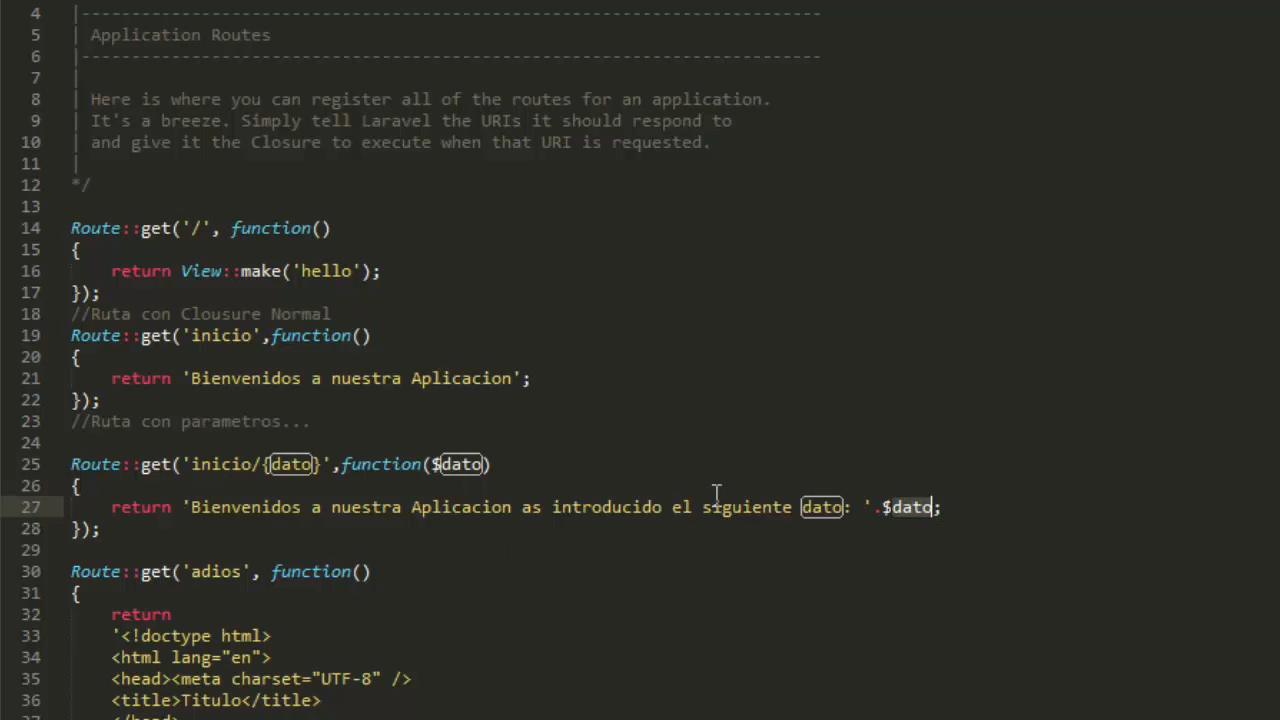 4 |--------------------------------------------------------------------------
5 | Application Routes
6 |--------------------------------------------------------------------------
7 |
8 | Here is where you can register all of the routes for an application.
9 | It's a breeze. Simply tell Laravel the URIs it should respond to
10 | and give it the Closure to execute when that URI is requested.
11 |
12 */
13
14 Route::get('/', function()
15 {
16     return View::make('hello');
17 });
18 //Ruta con Clousure Normal
19 Route::get('inicio',function()
20 {
21     return 'Bienvenidos a nuestra Aplicacion';
22 });
23 //Ruta con parametros...
24
25 Route::get('inicio/{dato}',function($dato)
26 {
27     return 'Bienvenidos a nuestra Aplicacion as introducido el siguiente dato: '.$dato;
28 });
29
30 Route::get('adios', function()
31 {
32     return
33     '<!doctype html>
34     <html lang="en">
35     <head><meta charset="UTF-8" />
36     <title>Titulo</title>
37     </head>